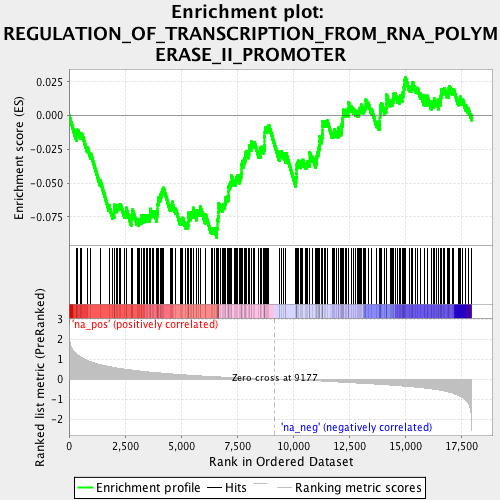 Enrichment plot:
REGULATION_OF_TRANSCRIPTION_FROM_RNA_POLYM
ERASE_II_PROMOTER
Enrichment score (ES)
0.025
0.000
-0.025
-0.050
-0.075
'na_pos' (positively correlated)
Ranked list metric (PreRanked)
3
2
1
0
-1
-2
Zero cross at 9177
'na_neg' (negatively correlated)
0
2,500
5,000
7,500
10,000
12,500
15,000
17,500
Rank in Ordered Dataset
Enrichment profile
Hits
Ranking metric scores